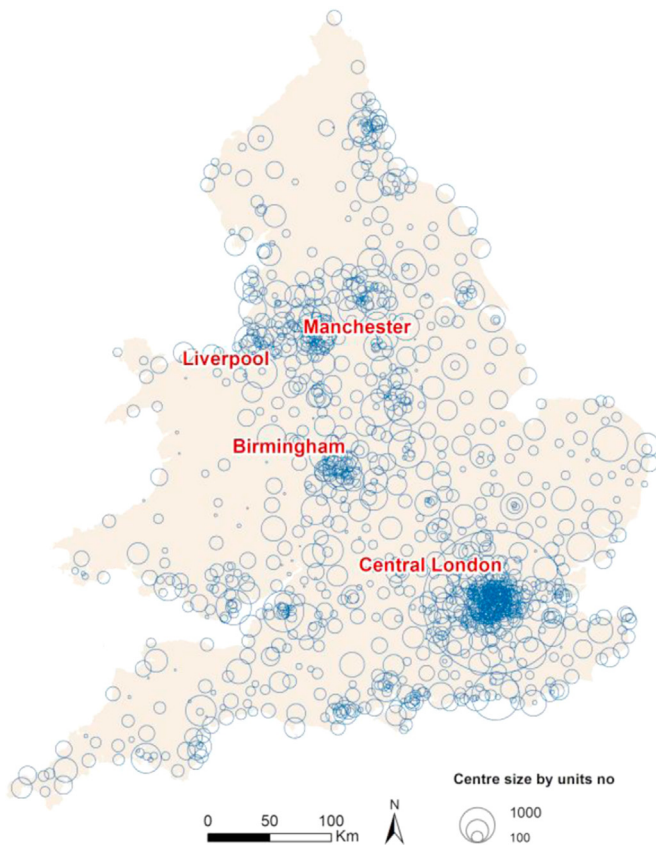 Manchester
Liverpool
Birmingham
Central London
Centre size by units no
1000
100
N
0 50 100
Km